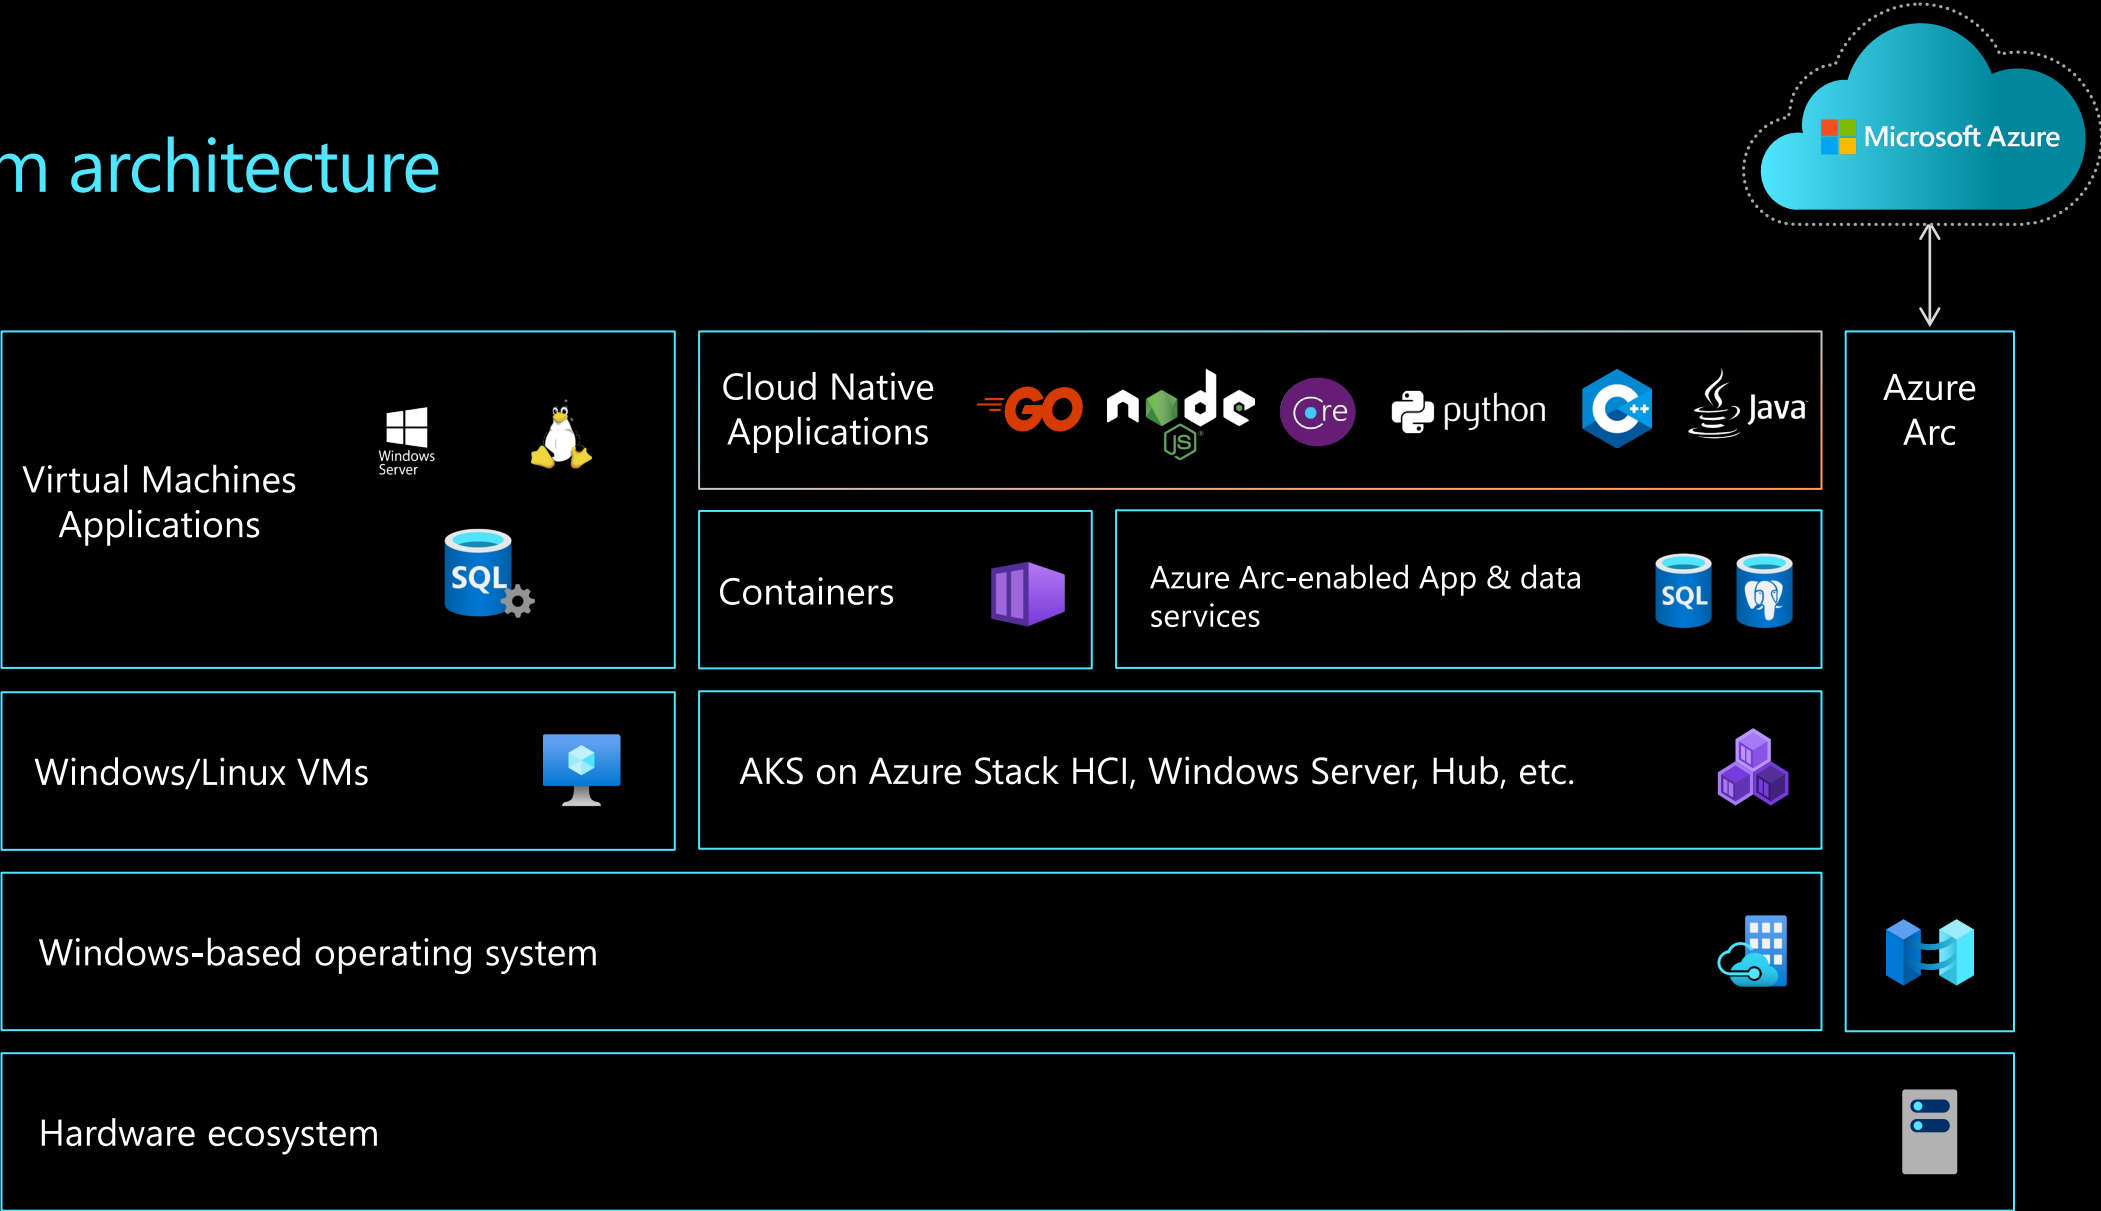 Microsoft Azure
m architecture
Virtual Machines
Applications
Windows
Server
SQL
Cloud Native
Applications
GO
node
JS
Core
python
C++
Java
Azure
Arc
Containers
Azure Arc-enabled App & data
services
SQL
Windows/Linux VMs
AKS on Azure Stack HCI, Windows Server, Hub, etc.
Windows-based operating system
Hardware ecosystem